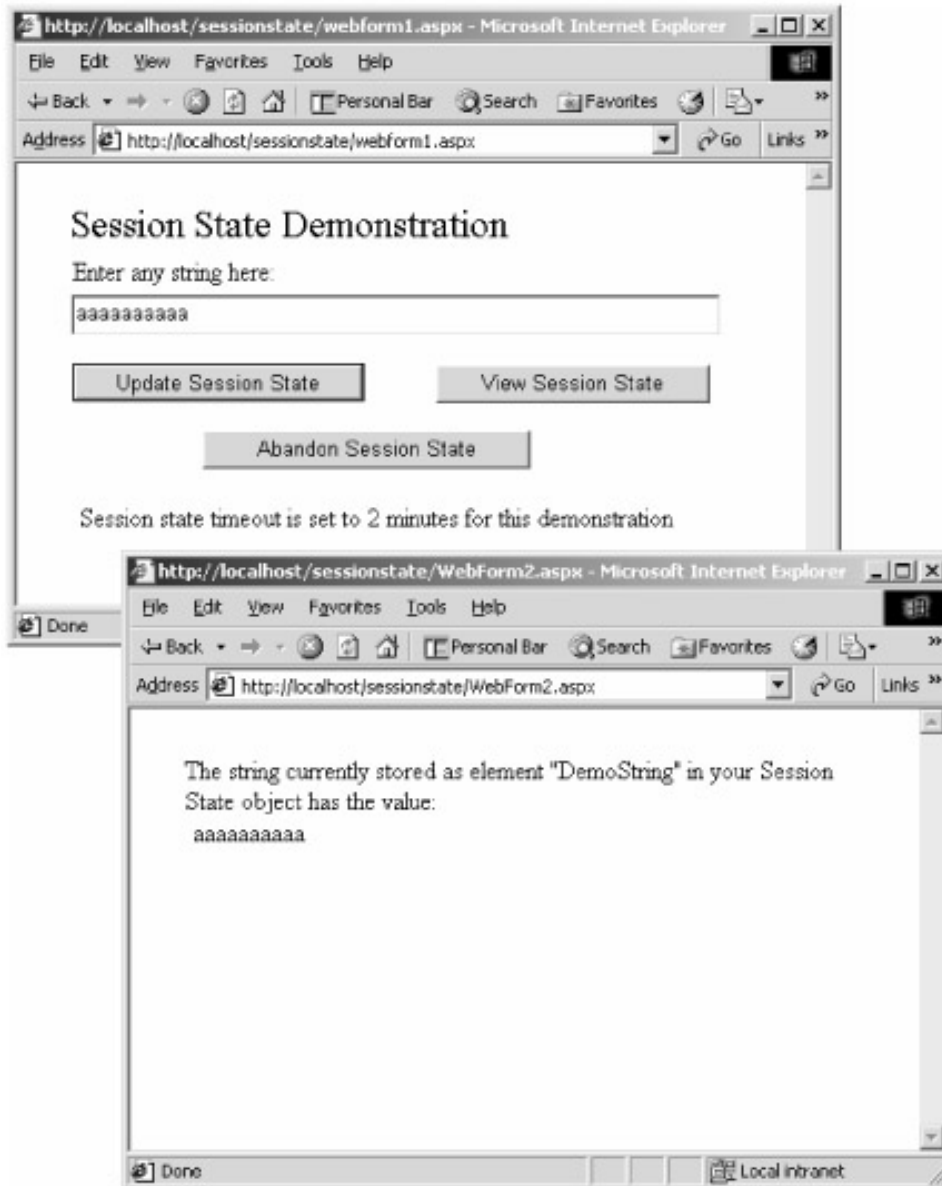 http://localhost/sessionstate/webform1.aspx - Microsoft Internet Explorer
File Edit View Favorites Tools Help
Back Personal Bar Search Favorites »
Address http://localhost/sessionstate/webform1.aspx Go Links »
Session State Demonstration
Enter any string here:
aaaaaaaaaa
Update Session State View Session State
Abandon Session State
Session state timeout is set to 2 minutes for this demonstration
Done
http://localhost/sessionstate/WebForm2.aspx - Microsoft Internet Explorer
File Edit View Favorites Tools Help
Back Personal Bar Search Favorites »
Address http://localhost/sessionstate/WebForm2.aspx Go Links »
The string currently stored as element "DemoString" in your Session
State object has the value:
aaaaaaaaaa
Done Local intranet